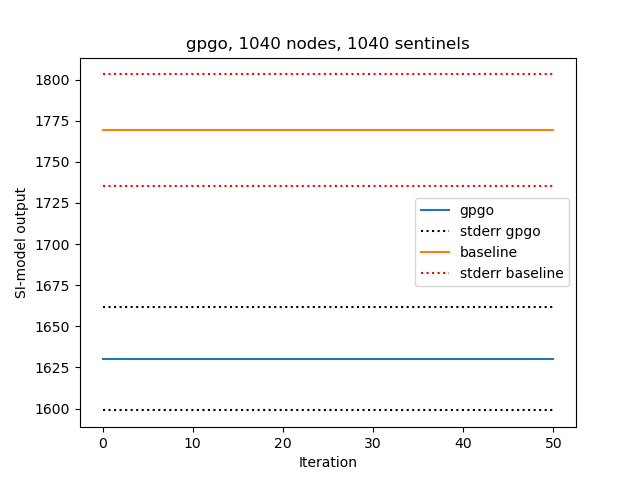 gpgo, 1040 nodes, 1040 sentinels
SI-model output
1800
1775
1750
1725
1700
1675
1650
1625
1600
gpgo
stderr gpgo
baseline
stderr baseline
0 10 20 30 40 50
Iteration